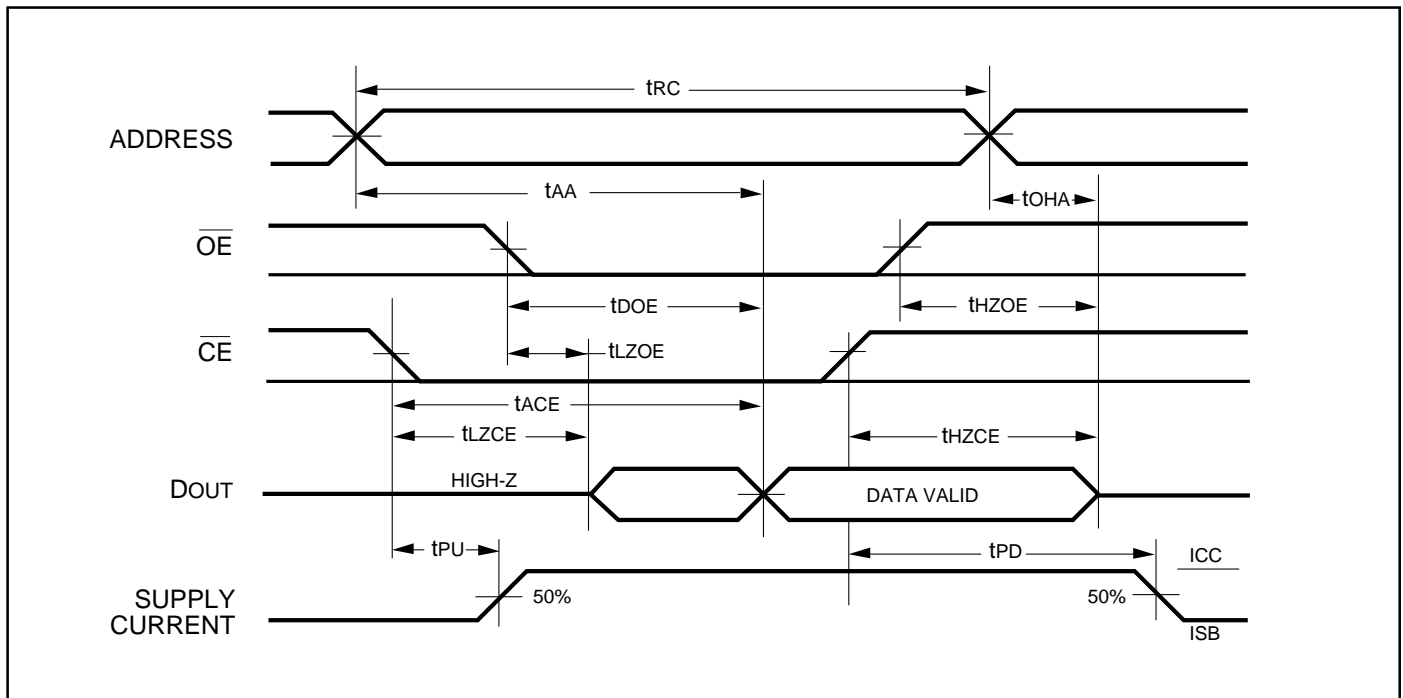 tRC
ADDRESS
tAA
tOHA
OE
tDOE
tHZOE
CE
tLZOE
tACE
tLZCE
tHZCE
HIGH-Z
DOUT
DATA VALID
tPU
tPD
ICC
50%
50%
SUPPLY
CURRENT
ISB